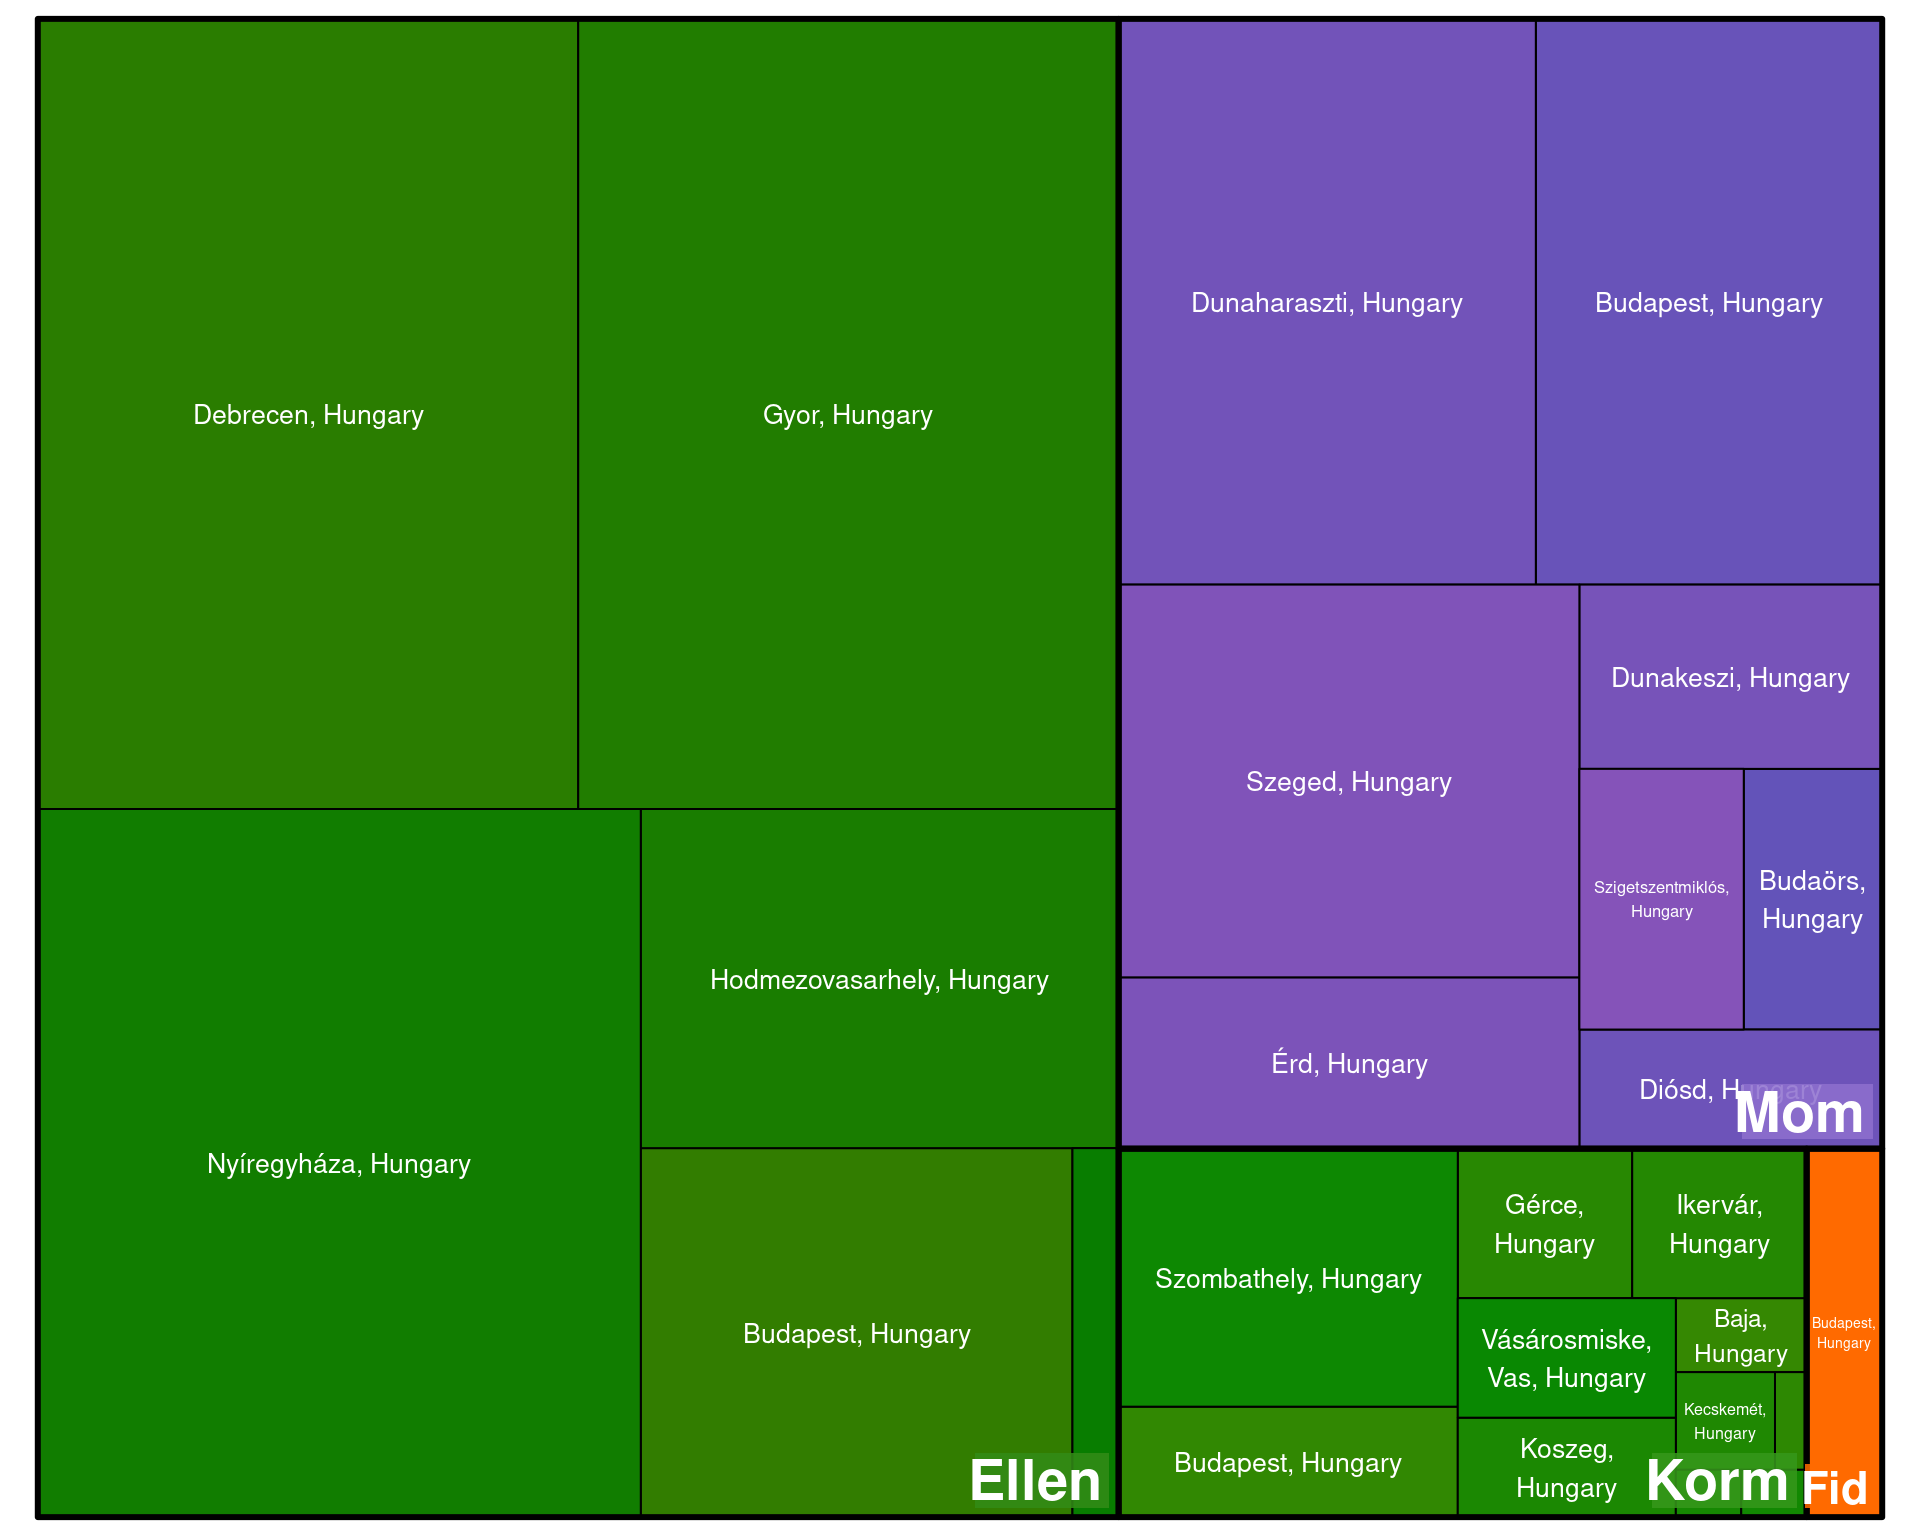 Debrecen, Hungary
Gyor, Hungary
Nyíregyháza, Hungary
Hodmezovasarhely, Hungary
Budapest, Hungary
Ellen
Dunaharaszti, Hungary
Budapest, Hungary
Szeged, Hungary
Dunakeszi, Hungary
Szigetszentmiklós,
Hungary
Budaörs,
Hungary
Érd, Hungary
Diósd, Hungary
Mom
Szombathely, Hungary
Budapest, Hungary
Gérce,
Hungary
Ikervár,
Hungary
Vásárosmiske,
Vas, Hungary
Baja,
Hungary
Kecskemét,
Hungary
Koszeg,
Hungary
Korm
Budapest,
Hungary
Fid